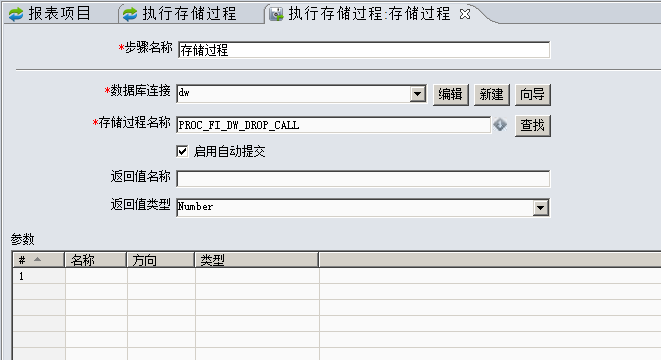 报表项目 执行存储过程 执行存储过程:存储过程
*步骤名称 存储过程
*数据库连接 dw 编辑 新建 向导
*存储过程名称 PROC_FI_DW_DROP_CALL 查找
启用自动提交
返回值名称
返回值类型 Number
参数
# 名称 方向 类型
1